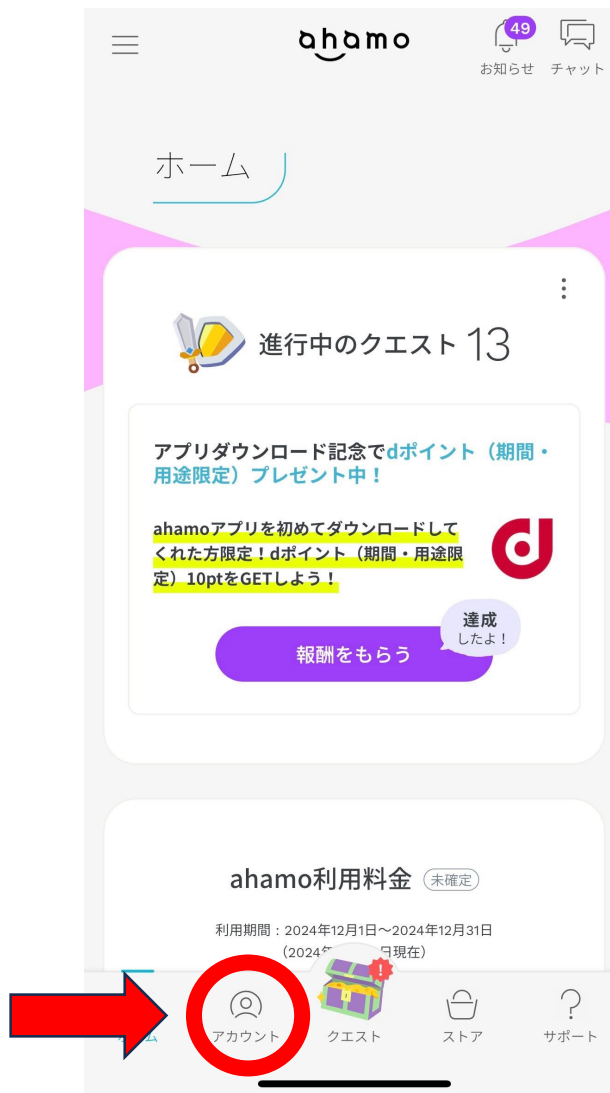 ahamo
49
お知らせ チャット
ホーム
進行中のクエスト 13
アプリダウンロード記念でdポイント（期間・
用途限定）プレゼント中！
ahamoアプリを初めてダウンロードして
くれた方限定！dポイント（期間・用途限
定）10ptをGETしよう！
達成
したよ！
報酬をもらう
ahamo利用料金 未確定
利用期間：2024年12月1日〜2024年12月31日
（2024年 日現在）
アカウント クエスト ストア サポート